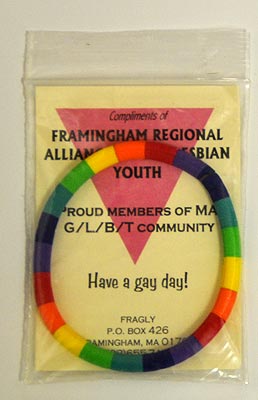 Compliments of
FRAMINGHAM REGIONAL
ALLIAN ESBIAN
YOUTH
PROUD MEMBERS OF MA
G/L/B/T COMMUNITY
Have a gay day!
FRAGLY
P.O. BOX 426
RAMINGHAM, MA 017